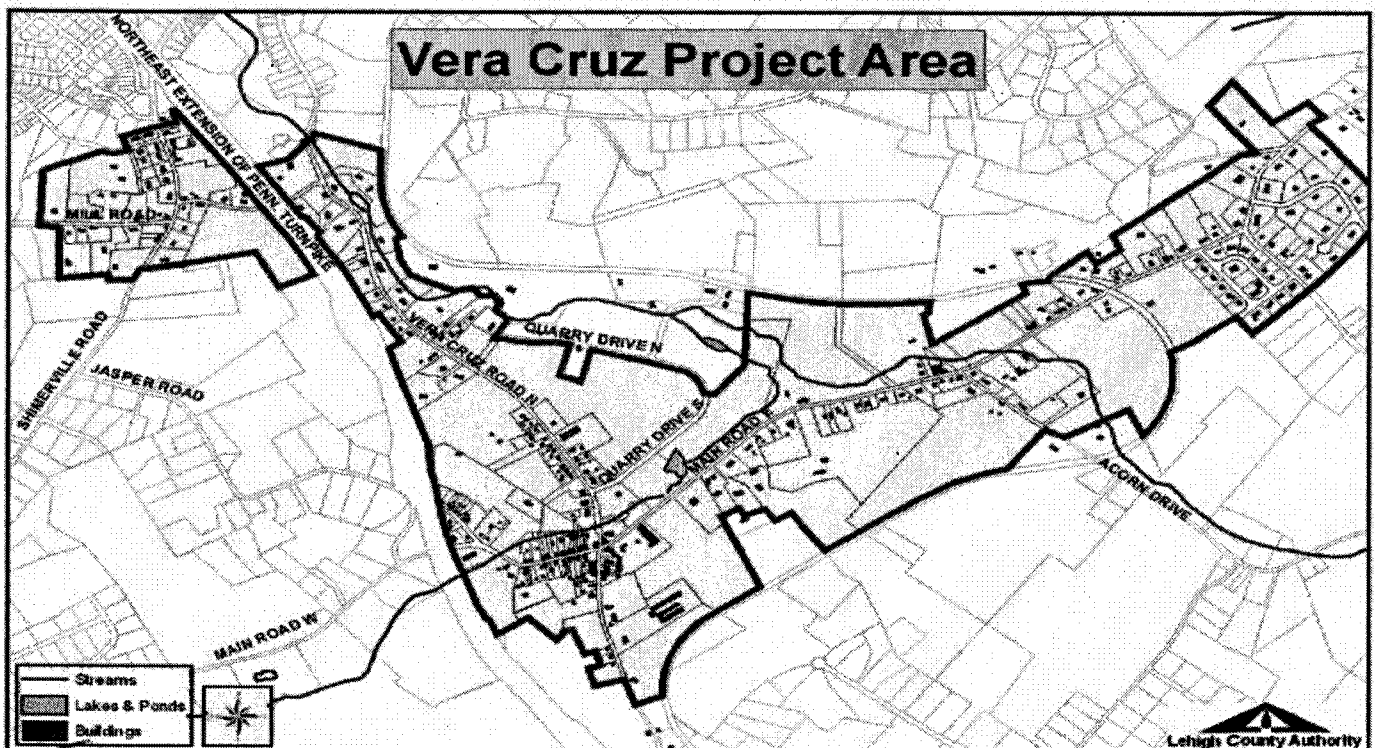 Vera Cruz Project Area
NORTHEAST EXTENSION OF PENN. TURNPIKE
MILL ROAD
SHIMERVILLE ROAD
JASPER ROAD
VERA CRUZ ROAD N
QUARRY DRIVE N
QUARRY DRIVE S
MAIN ROAD E
ACORN DRIVE
MAIN ROAD W
Streams
Lakes & Ponds
Buildings
Lehigh County Authority